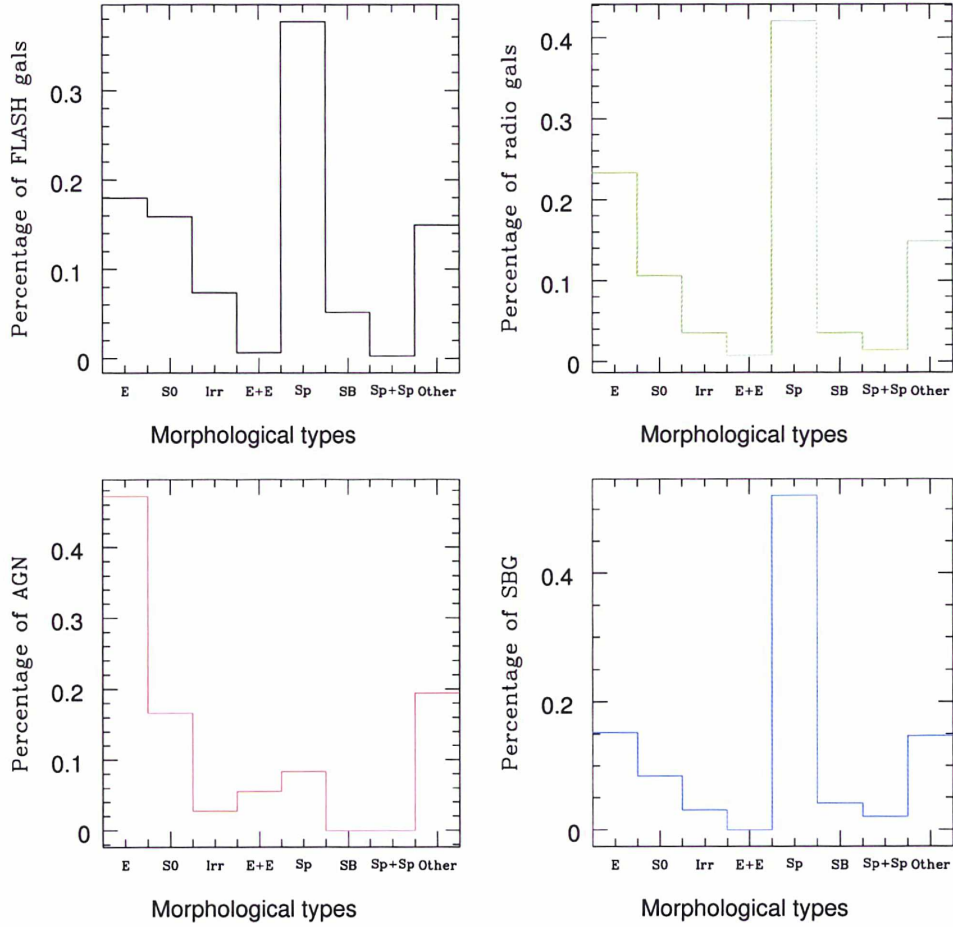 Percentage of FLASH gals
0.3
0.2
0.1
0
E S0 Irr E+E Sp SB Sp+Sp Other
Morphological types
Percentage of radio gals
0.4
0.3
0.2
0.1
0
E S0 Irr E+E Sp SB Sp+Sp Other
Morphological types
Percentage of AGN
0.4
0.3
0.2
0.1
0
E S0 Irr E+E Sp SB Sp+Sp Other
Morphological types
Percentage of SBG
0.4
0.2
0
E S0 Irr E+E Sp SB Sp+Sp Other
Morphological types